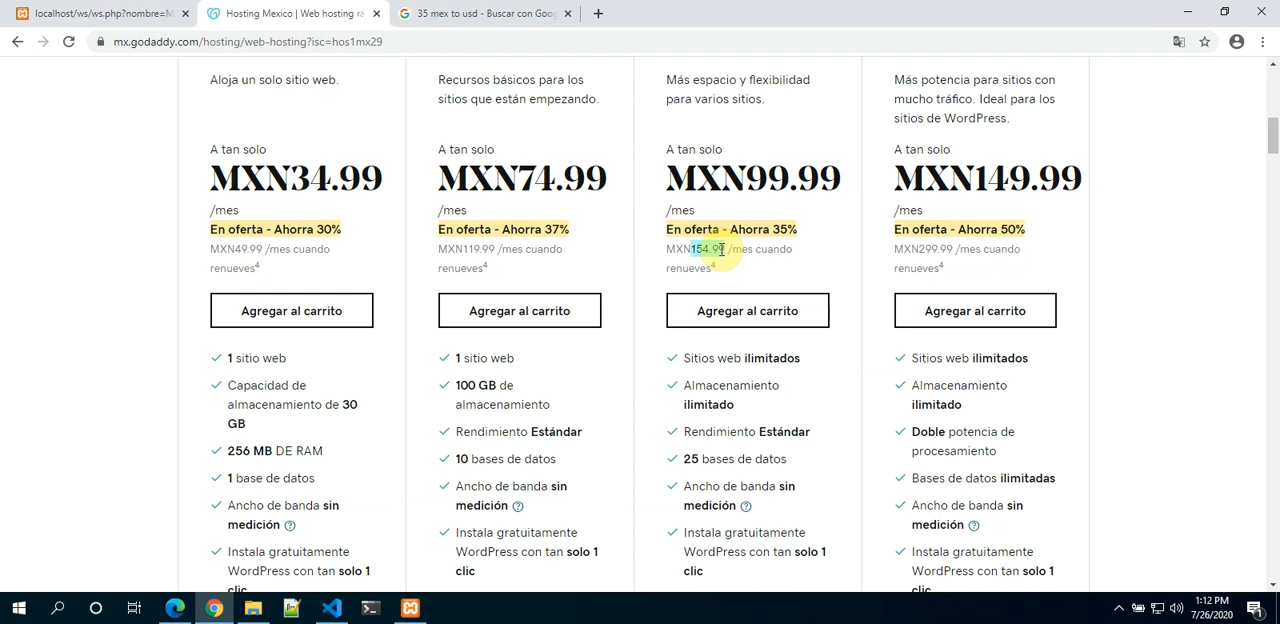 localhost/ws/ws.php?nombre=M
Hosting Mexico | Web hosting rá
35 mex to usd - Buscar con Goog
mx.godaddy.com/hosting/web-hosting?isc=hos1mx29
Aloja un solo sitio web.
A tan solo
MXN34.99
/mes
En oferta - Ahorra 30%
MXN49.99 /mes cuando
renueves4
Agregar al carrito
1 sitio web
Capacidad de
almacenamiento de 30
GB
256 MB DE RAM
1 base de datos
Ancho de banda sin
medición
Instala gratuitamente
WordPress con tan solo 1
clic
Recursos básicos para los
sitios que están empezando.
A tan solo
MXN74.99
/mes
En oferta - Ahorra 37%
MXN119.99 /mes cuando
renueves4
Agregar al carrito
1 sitio web
100 GB de
almacenamiento
Rendimiento Estándar
10 bases de datos
Ancho de banda sin
medición
Instala gratuitamente
WordPress con tan solo 1
clic
Más espacio y flexibilidad
para varios sitios.
A tan solo
MXN99.99
/mes
En oferta - Ahorra 35%
MXN154.99 /mes cuando
renueves4
Agregar al carrito
Sitios web ilimitados
Almacenamiento
ilimitado
Rendimiento Estándar
25 bases de datos
Ancho de banda sin
medición
Instala gratuitamente
WordPress con tan solo 1
clic
Más potencia para sitios con
mucho tráfico. Ideal para los
sitios de WordPress.
A tan solo
MXN149.99
/mes
En oferta - Ahorra 50%
MXN299.99 /mes cuando
renueves4
Agregar al carrito
Sitios web ilimitados
Almacenamiento
ilimitado
Doble potencia de
procesamiento
Bases de datos ilimitadas
Ancho de banda sin
medición
Instala gratuitamente
WordPress con tan solo 1
clic
1:12 PM
7/26/2020
1